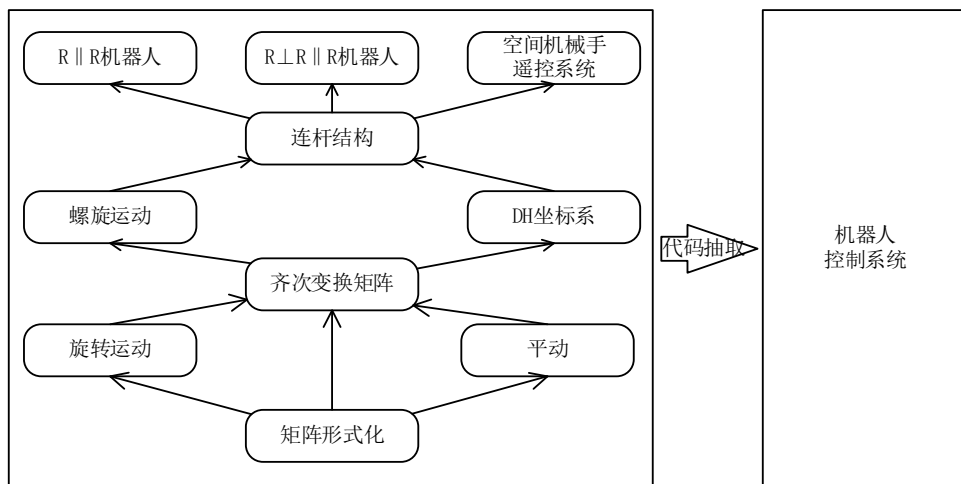 R∥R机器人
R⊥R∥R机器人
空间机械手
遥控系统
连杆结构
螺旋运动
DH坐标系
代码抽取
机器人
控制系统
齐次变换矩阵
旋转运动
平动
矩阵形式化